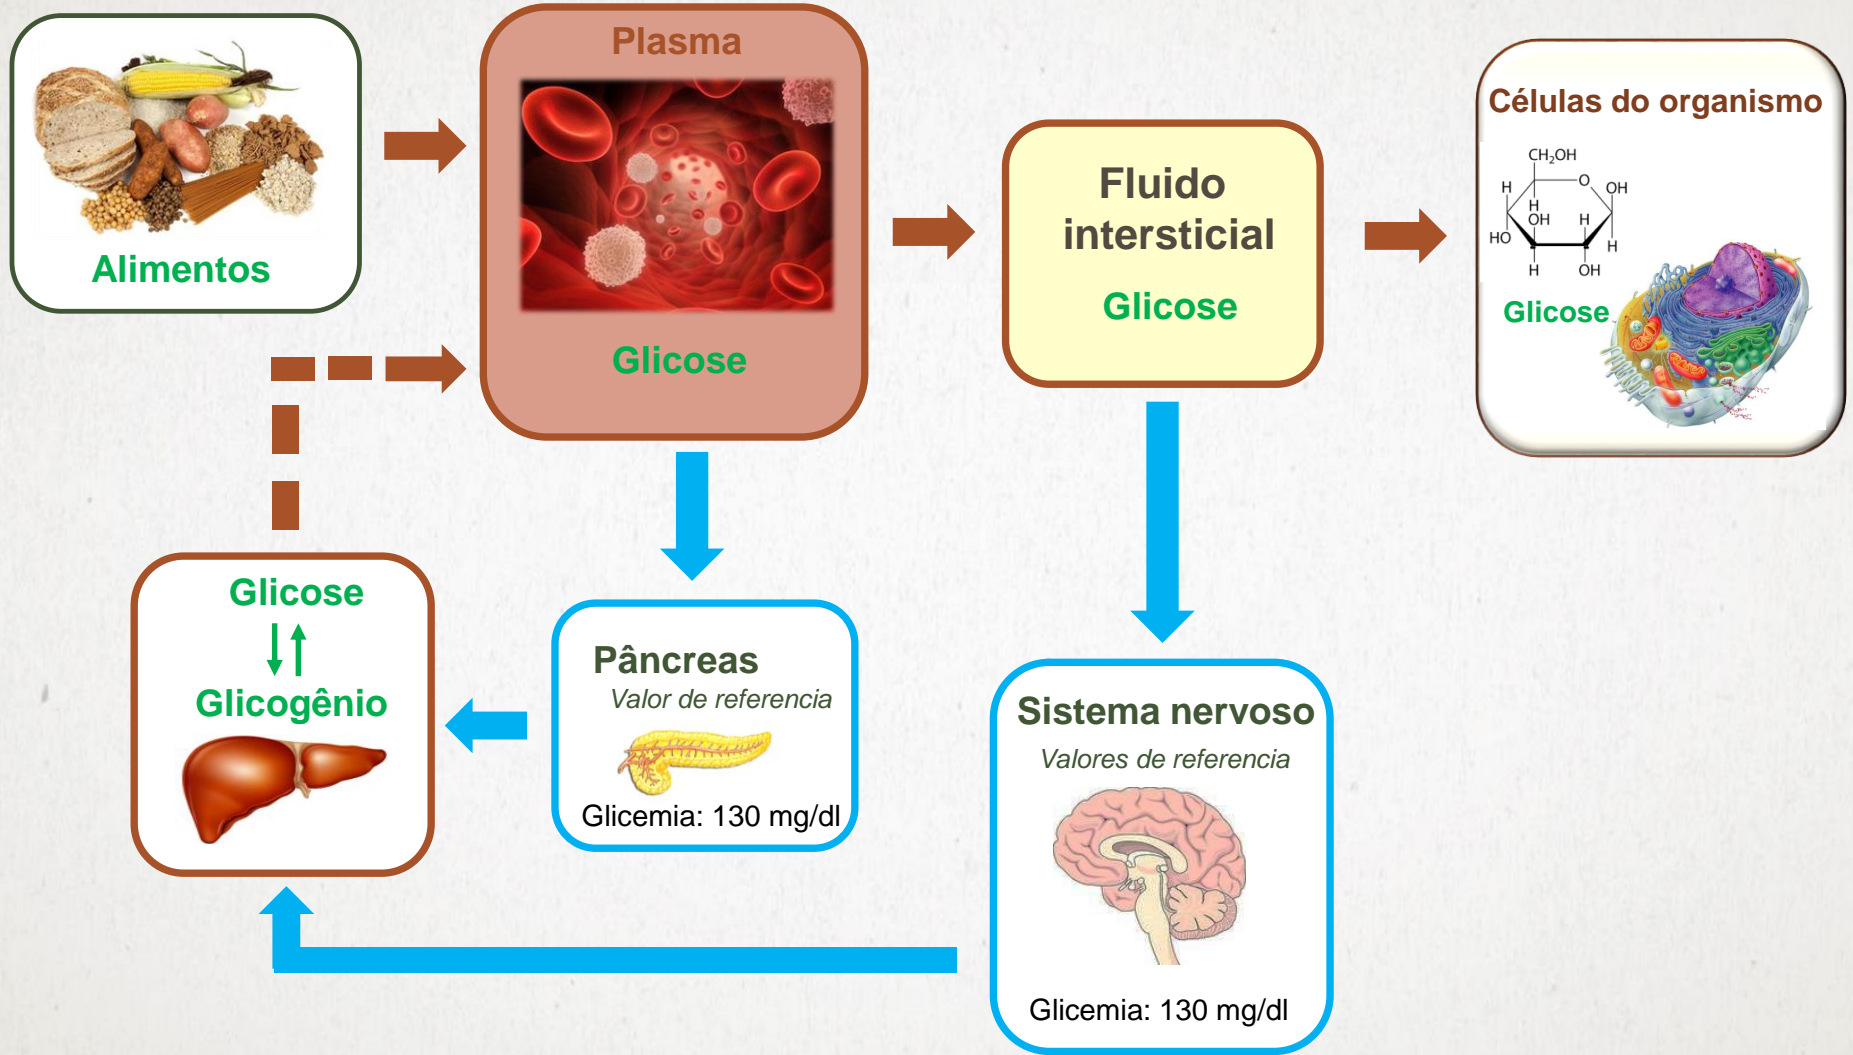 Alimentos
Plasma
Glicose
Fluido
intersticial
Glicose
Células do organismo
CH₂OH
O
H
OH
H
OH
H
HO
H
H
OH
Glicose
Glicose
Glicogênio
Pâncreas
Valor de referencia
Glicemia: 130 mg/dl
Sistema nervoso
Valores de referencia
Glicemia: 130 mg/dl